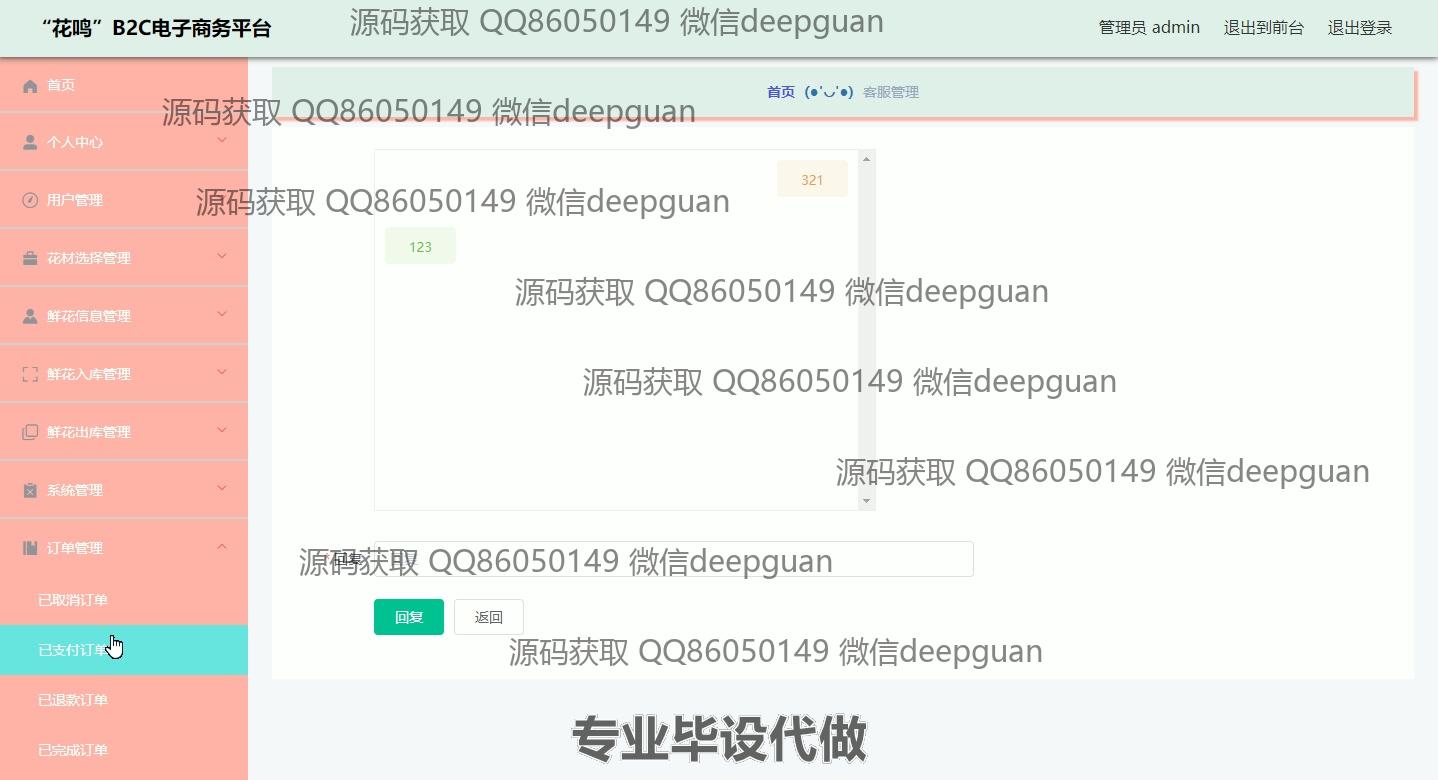 “花鸣”B2C电子商务平台
源码获取 QQ86050149 微信deepguan
管理员 admin
退出到前台
退出登录
首页
首页 (●'◡'●) 客服管理
源码获取 QQ86050149 微信deepguan
个人中心
321
用户管理
源码获取 QQ86050149 微信deepguan
123
花材选择管理
源码获取 QQ86050149 微信deepguan
鲜花信息管理
鲜花入库管理
源码获取 QQ86050149 微信deepguan
鲜花出库管理
源码获取 QQ86050149 微信deepguan
系统管理
订单管理
* 回复
回复
源码获取 QQ86050149 微信deepguan
已取消订单
回复
返回
已支付订单
源码获取 QQ86050149 微信deepguan
已退款订单
已完成订单
专业毕设代做